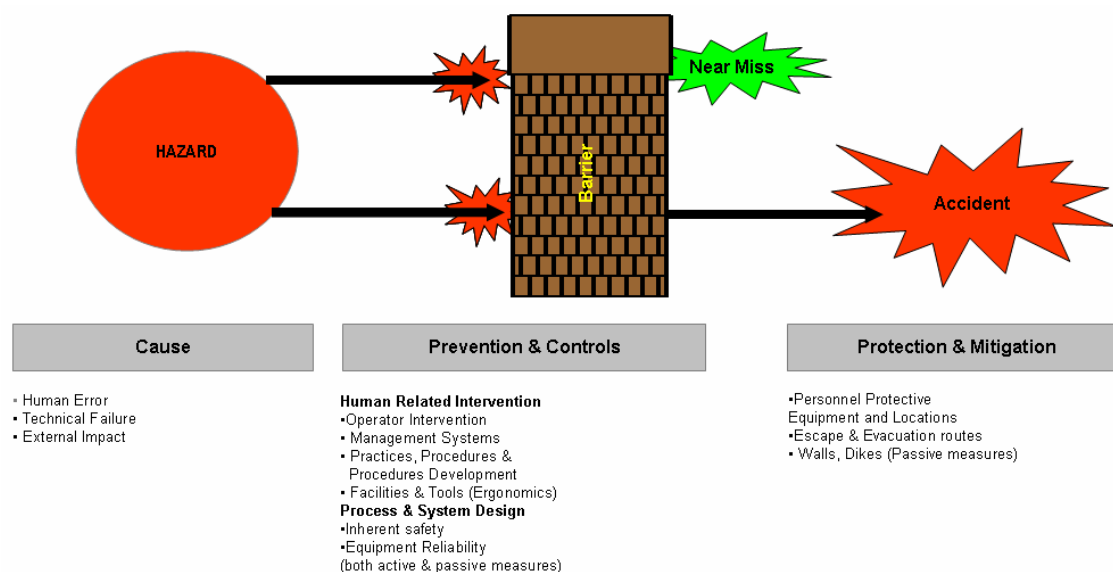 Near Miss
HAZARD
Barrier
Accident
Cause
▪ Human Error
▪ Technical Failure
▪ External Impact
Prevention & Controls
Human Related Intervention
▪Operator Intervention
▪ Management Systems
▪ Practices, Procedures &
Procedures Development
▪ Facilities & Tools (Ergonomics)
Process & System Design
▪Inherent safety
▪Equipment Reliability
(both active & passive measures)
Protection & Mitigation
▪Personnel Protective
Equipment and Locations
▪Escape & Evacuation routes
▪ Walls, Dikes (Passive measures)